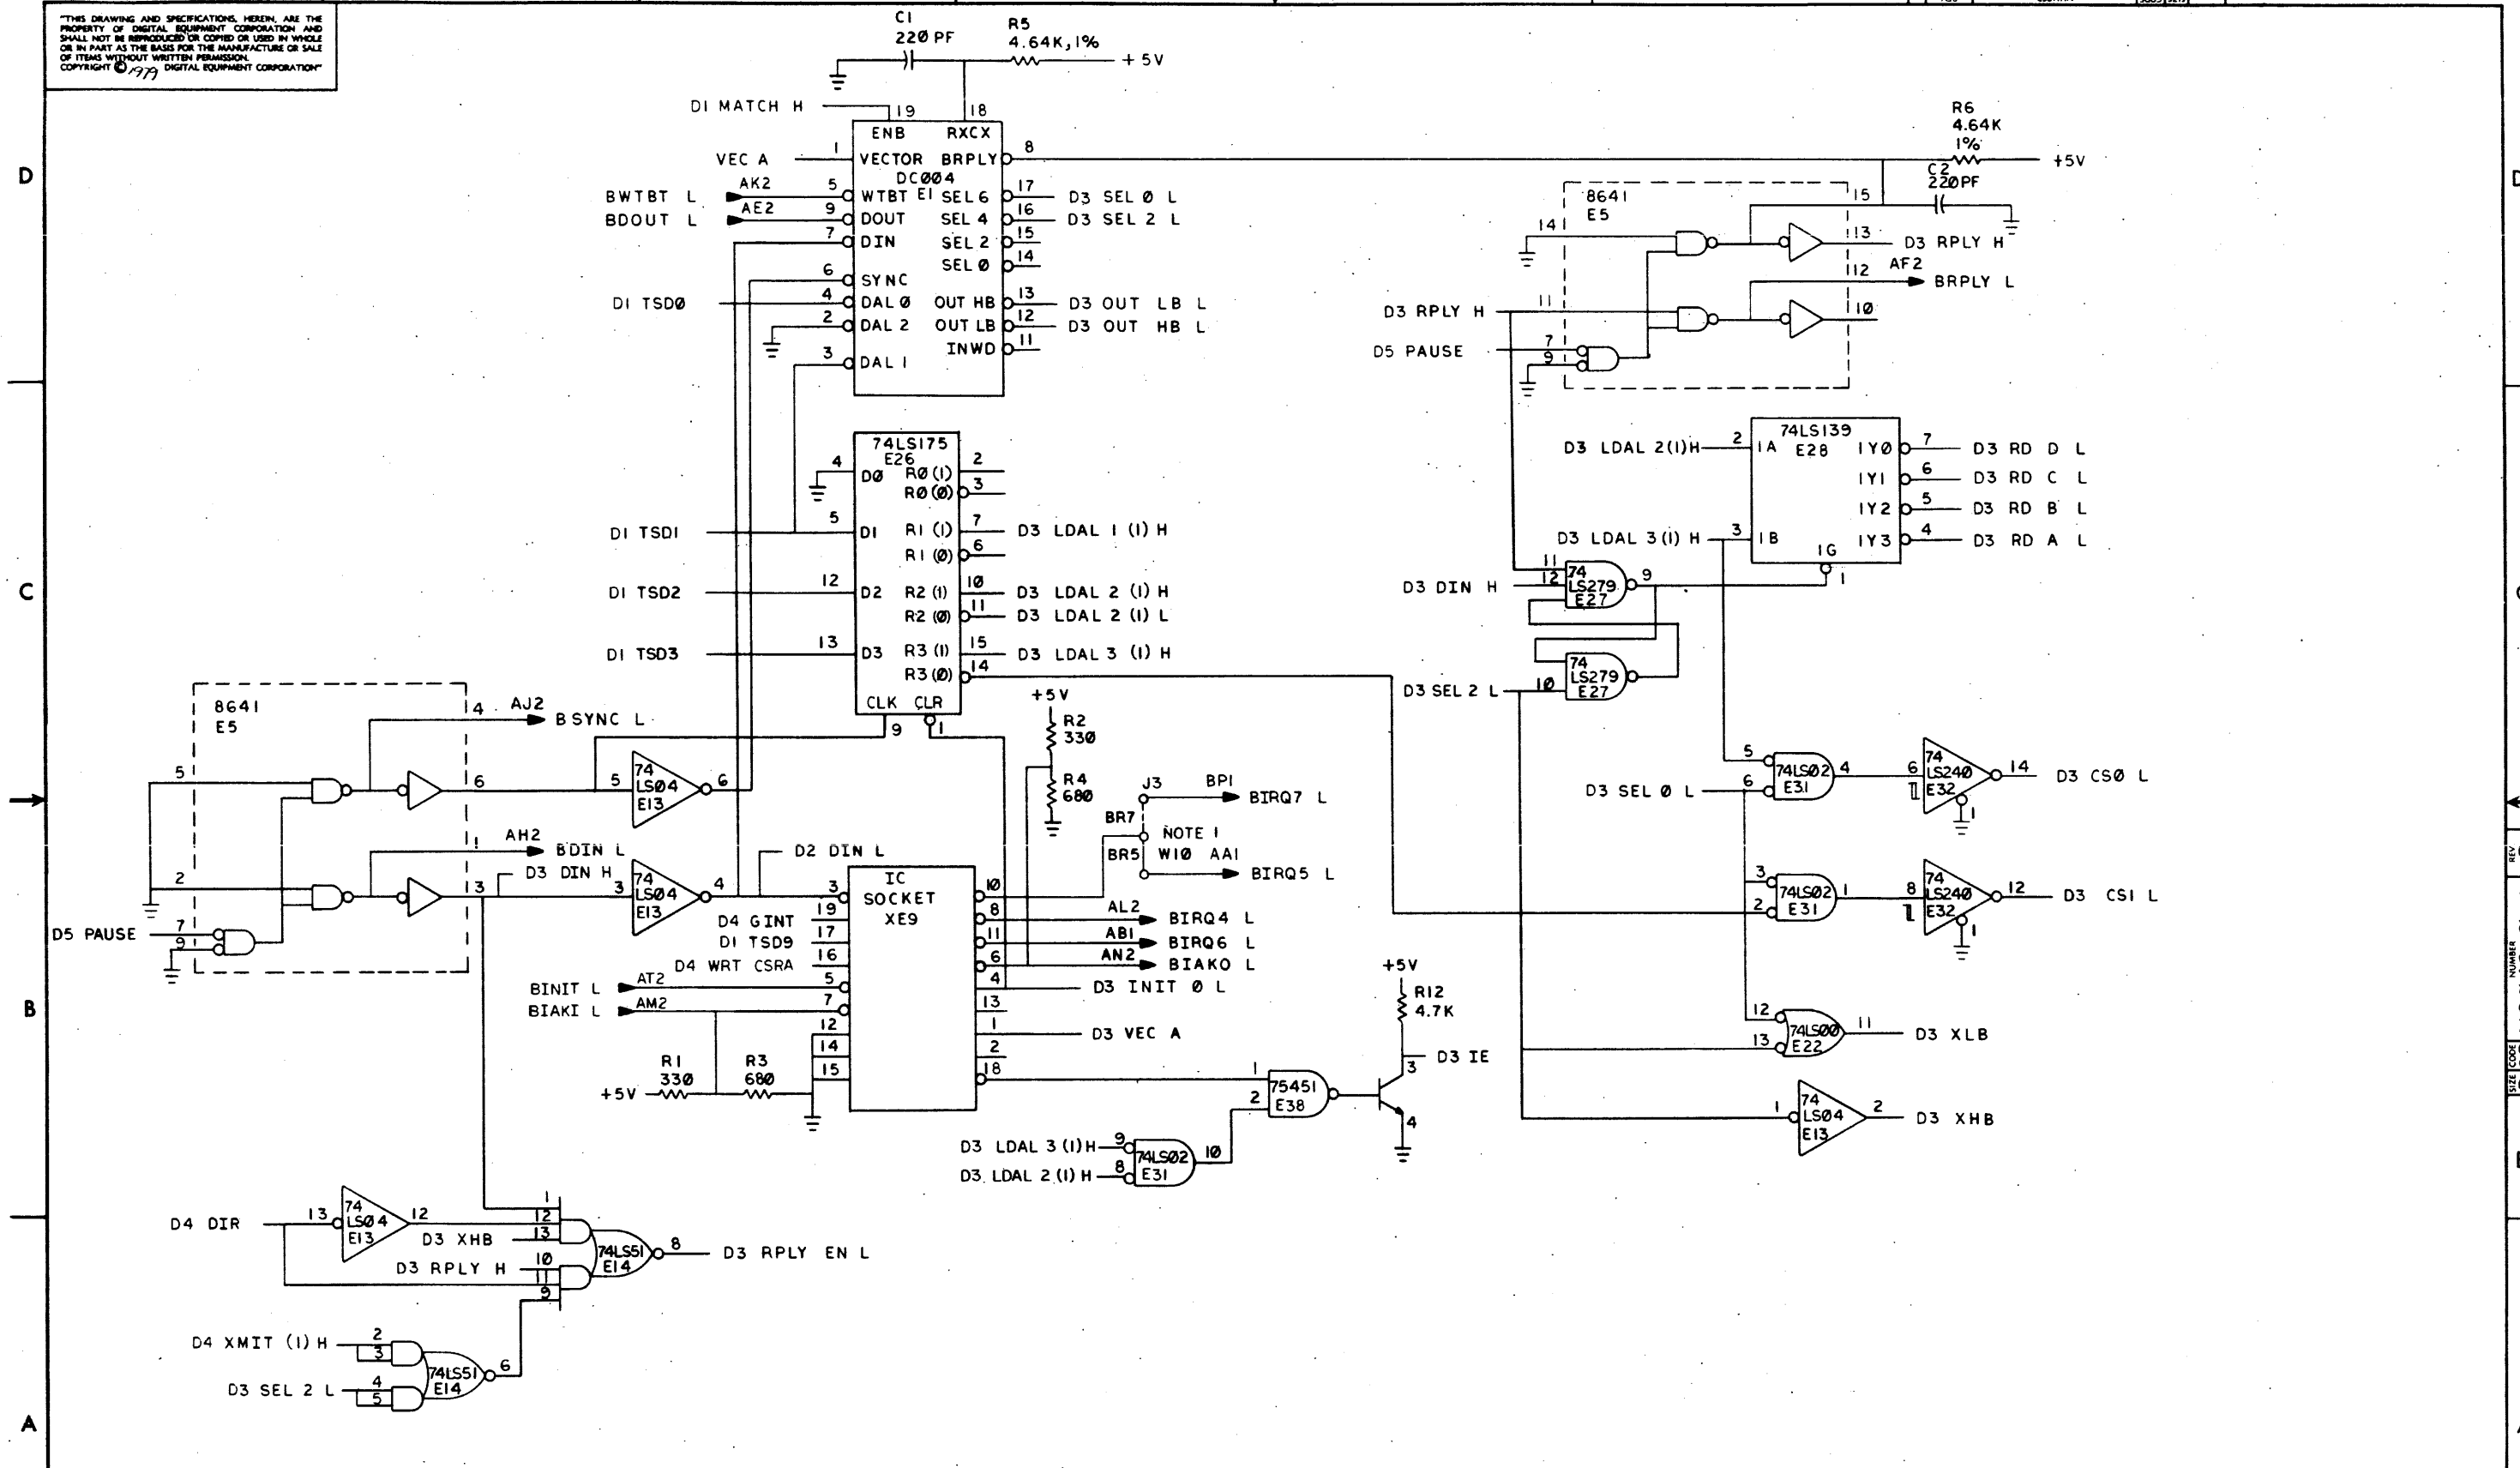 "THIS DRAWING AND SPECIFICATIONS, HEREIN, ARE THE
PROPERTY OF DIGITAL EQUIPMENT CORPORATION AND
SHALL NOT BE REPRODUCED OR COPIED OR USED IN WHOLE
OR IN PART AS THE BASIS FOR THE MANUFACTURE OR SALE
OF ITEMS WITHOUT WRITTEN PERMISSION.
COPYRIGHT © 1979 DIGITAL EQUIPMENT CORPORATION"
D
C
B
A
C1
220 PF
R5
4.64K, 1%
+5V
D1 MATCH H
19
18
ENB RXCX
VEC A
1
VECTOR BRPLY
8
DC004
E1
BWTBT L
AK2
5
WTBT
SEL 6
17
D3 SEL 0 L
BDOUT L
AE2
9
DOUT
SEL 4
16
D3 SEL 2 L
7
DIN
SEL 2
15
SEL 0
14
6
SYNC
D1 TSD0
4
DAL 0
OUT HB
13
D3 OUT LB L
2
DAL 2
OUT LB
12
D3 OUT HB L
INWD
11
3
DAL 1
R6
4.64K
1%
+5V
C2
220PF
8641
E5
15
14
13
D3 RPLY H
12
AF2
BRPLY L
D3 RPLY H
11
10
D5 PAUSE
7
9
74LS175
E26
4
D0
R0 (1)
2
R0 (0)
3
D1 TSD1
5
D1
R1 (1)
7
D3 LDAL 1 (1) H
R1 (0)
6
D1 TSD2
12
D2
R2 (1)
10
D3 LDAL 2 (1) H
R2 (0)
11
D3 LDAL 2 (1) L
D1 TSD3
13
D3
R3 (1)
15
D3 LDAL 3 (1) H
R3 (0)
14
CLK CLR
9
1
74LS139
E28
D3 LDAL 2(1)H
2
1A
1Y0
7
D3 RD D L
1Y1
6
D3 RD C L
1Y2
5
D3 RD B L
D3 LDAL 3(1) H
3
1B
1Y3
4
D3 RD A L
1G
1
D3 DIN H
11
12
74
LS279
E27
9
D3 SEL 2 L
10
74
LS279
E27
8641
E5
4
AJ2
BSYNC L
5
6
5
74
LS04
E13
6
1
AH2
BDIN L
D3 DIN H
2
3
3
74
LS04
E13
4
D2 DIN L
D5 PAUSE
7
9
+5V
R2
330
R4
680
J3
BP1
BIRQ7 L
BR7
NOTE 1
BR5
W10 AA1
BIRQ5 L
IC
SOCKET
XE9
3
10
D4 GINT
19
8
AL2
BIRQ4 L
D1 TSD9
17
11
AB1
BIRQ6 L
D4 WRT CSRA
16
6
AN2
BIAKO L
BINIT L
AT2
5
4
D3 INIT 0 L
BIAKI L
AM2
7
13
12
1
D3 VEC A
14
2
15
18
R1
330
R3
680
+5V
+5V
R12
4.7K
D3 IE
3
4
1
2
75451
E38
D3 LDAL 3 (1)H
9
D3 LDAL 2 (1) H
8
74LS02
E31
10
5
D3 SEL 0 L
6
74LS02
E31
4
6
74
LS240
E32
14
D3 CS0 L
1
3
2
74LS02
E31
1
8
74
LS240
E32
12
D3 CS1 L
1
12
13
74LS00
E22
11
D3 XLB
1
74
LS04
E13
2
D3 XHB
D4 DIR
13
74
LS04
E13
12
1
12
D3 XHB
13
D3 RPLY H
10
11
9
74LS51
E14
8
D3 RPLY EN L
D4 XMIT (1) H
2
3
D3 SEL 2 L
4
5
74LS51
E14
6
REV
NUMBER
SIZE CODE